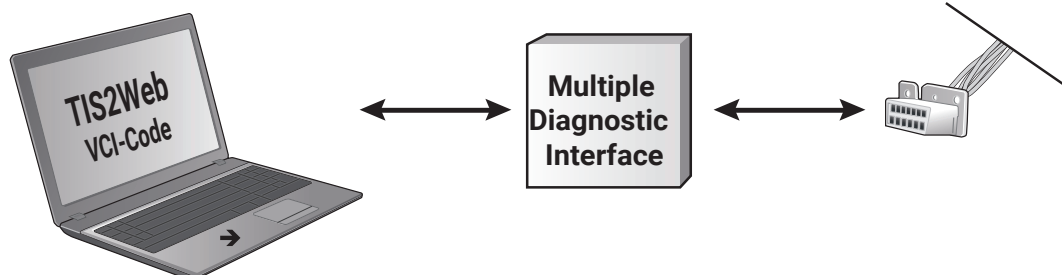 TIS2Web
VCI-Code
Multiple
Diagnostic
Interface